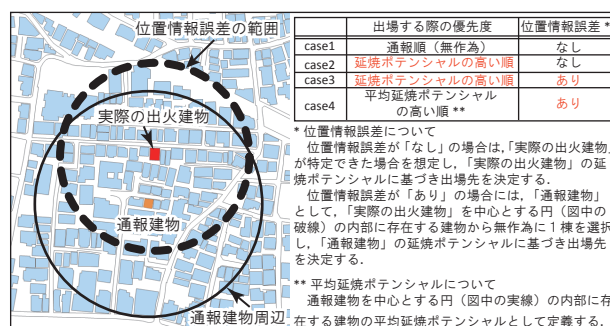 位置情報誤差の範囲
実際の出火建物
通報建物
通報建物周辺
出場する際の優先度 位置情報誤差 *
case1 通報順（無作為） なし
case2 延焼ポテンシャルの高い順 なし
case3 延焼ポテンシャルの高い順 あり
case4 平均延焼ポテンシャル
の高い順 ** あり
* 位置情報誤差について
位置情報誤差が「なし」の場合は，「実際の出火建物」
が特定できた場合を想定し，「実際の出火建物」の延
焼ポテンシャルに基づき出場先を決定する．
位置情報誤差が「あり」の場合には，「通報建物」
として，「実際の出火建物」を中心とする円（図中の
破線）の内部に存在する建物から無作為に１棟を選択
し，「通報建物」の延焼ポテンシャルに基づき出場先
を決定する．
** 平均延焼ポテンシャルについて
通報建物を中心とする円（図中の実線）の内部に存
在する建物の平均延焼ポテンシャルとして定義する．